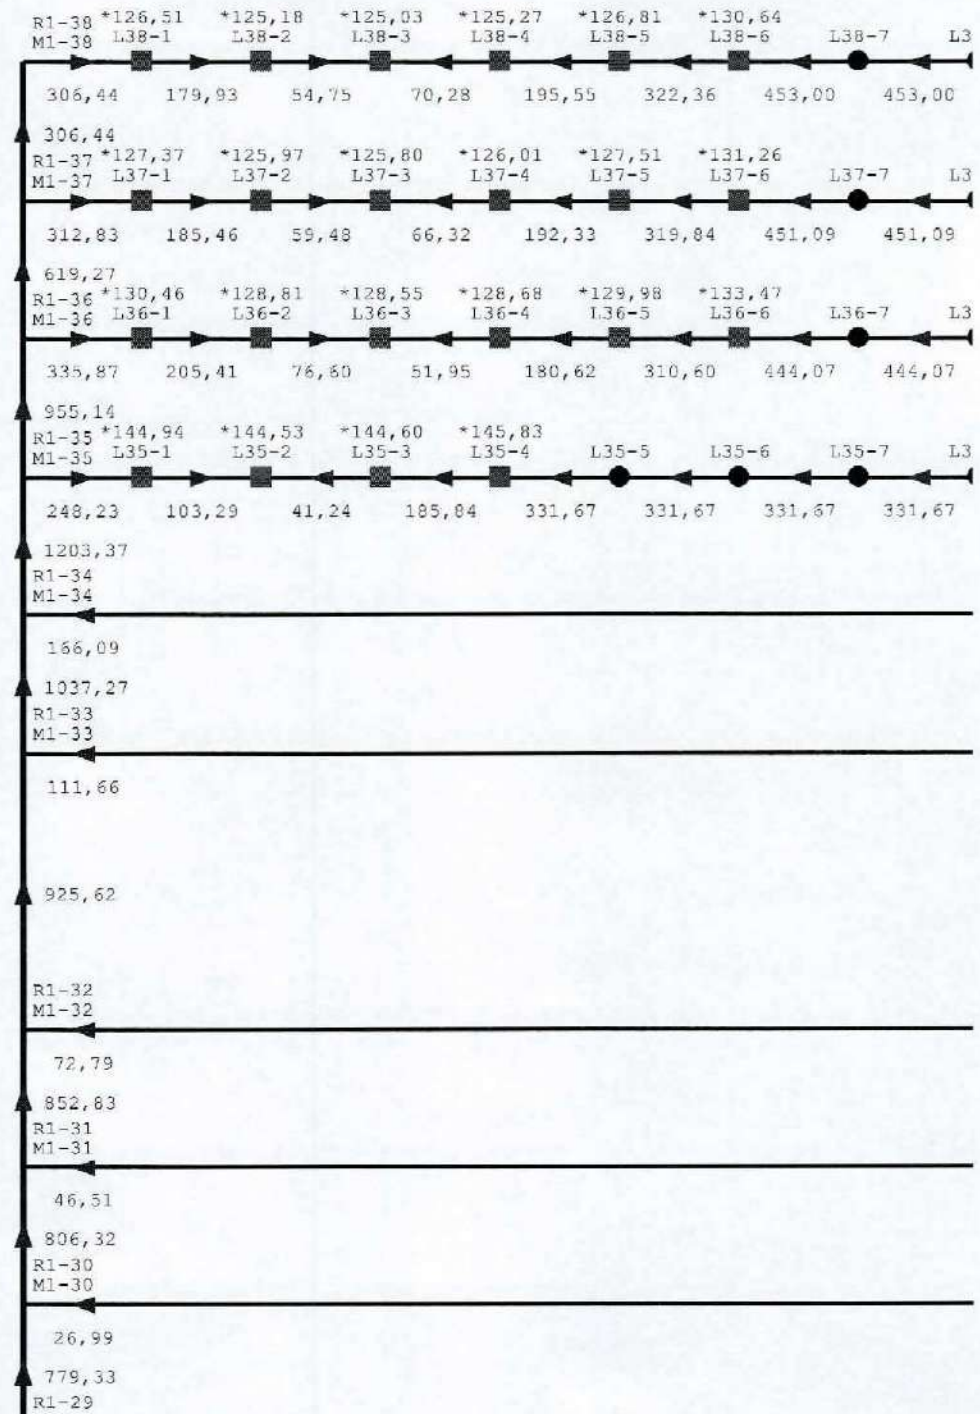 R1-38 *126,51 *125,18 *125,03 *125,27 *126,81 *130,64
M1-38 L38-1 L38-2 L38-3 L38-4 L38-5 L38-6 L38-7 L3
306,44 179,93 54,75 70,28 195,55 322,36 453,00 453,00
306,44
R1-37 *127,37 *125,97 *125,80 *126,01 *127,51 *131,26
M1-37 L37-1 L37-2 L37-3 L37-4 L37-5 L37-6 L37-7 L3
312,83 185,46 59,48 66,32 192,33 319,84 451,09 451,09
619,27
R1-36 *130,46 *128,81 *128,55 *128,68 *129,98 *133,47
M1-36 L36-1 L36-2 L36-3 L36-4 L36-5 L36-6 L36-7 L3
335,87 205,41 76,60 51,95 180,62 310,60 444,07 444,07
955,14
R1-35 *144,94 *144,53 *144,60 *145,83
M1-35 L35-1 L35-2 L35-3 L35-4 L35-5 L35-6 L35-7 L3
248,23 103,29 41,24 185,84 331,67 331,67 331,67 331,67
1203,37
R1-34
M1-34
166,09
1037,27
R1-33
M1-33
111,66
925,62
R1-32
M1-32
72,79
852,83
R1-31
M1-31
46,51
806,32
R1-30
M1-30
26,99
779,33
R1-29